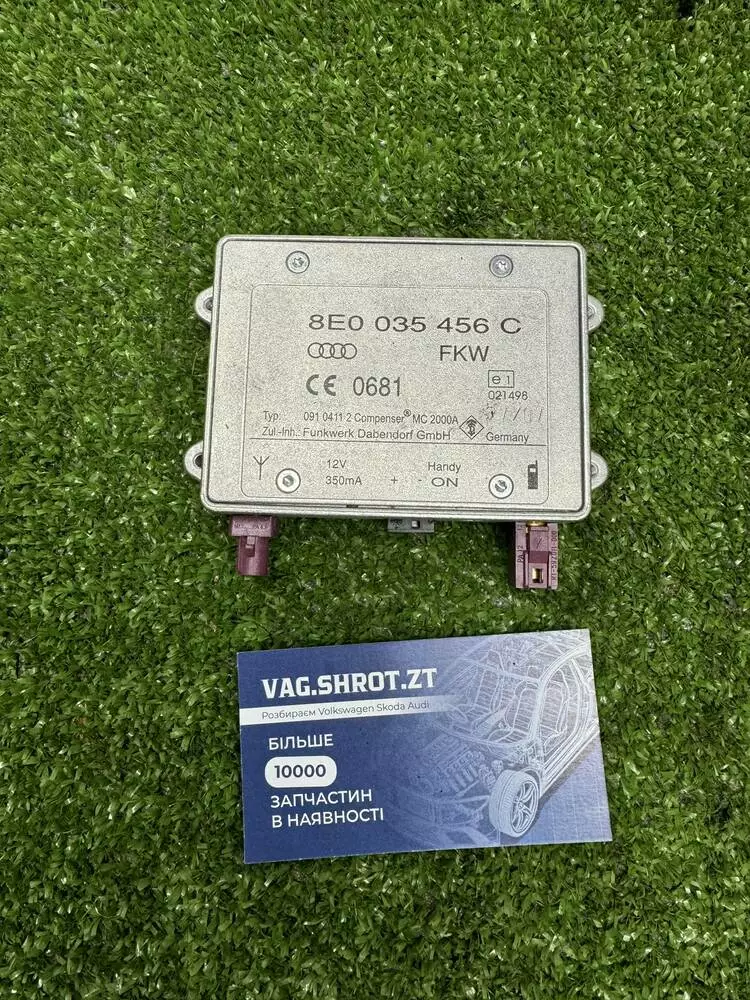 8E0 035 456 C
FKW
CE 0681
e1
021498
Typ. 091 0411 2 Compenser® MC 2000A
Zul.-Inh. Funkwerk Dabendorf GmbH Germany
12V Handy
350mA + - ON
VAG.SHROT.ZT
Розбираєм Volkswagen Skoda Audi
БІЛЬШЕ
10000
ЗАПЧАСТИН
В НАЯВНОСТІ